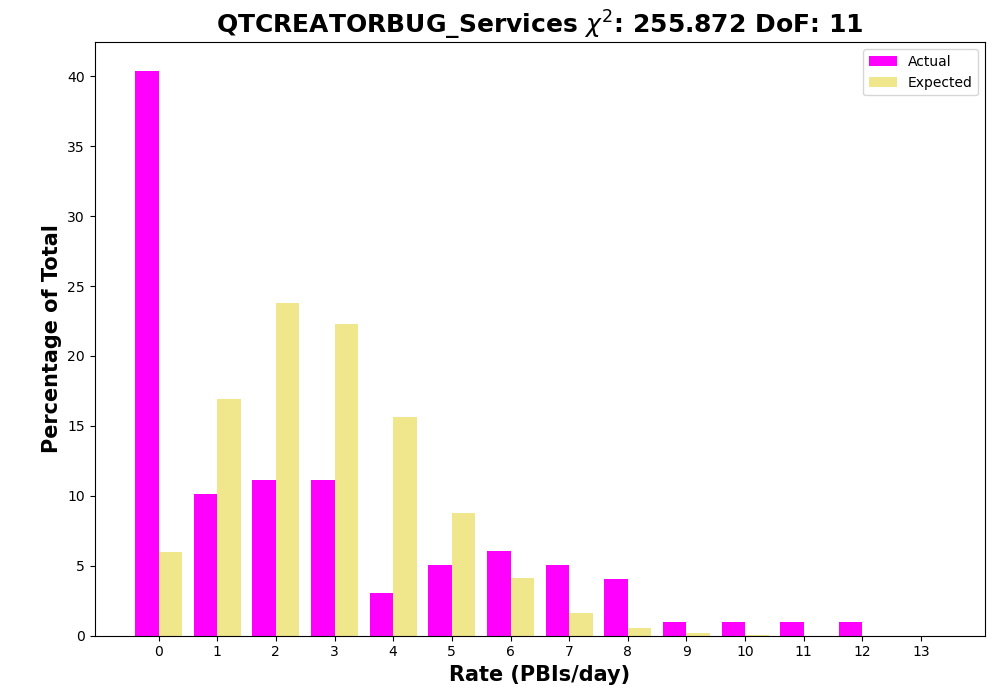 QTCREATORBUG_Services χ²: 255.872 DoF: 11
Actual
Expected
Percentage of Total
40
35
30
25
20
15
10
5
0
0 1 2 3 4 5 6 7 8 9 10 11 12 13
Rate (PBIs/day)